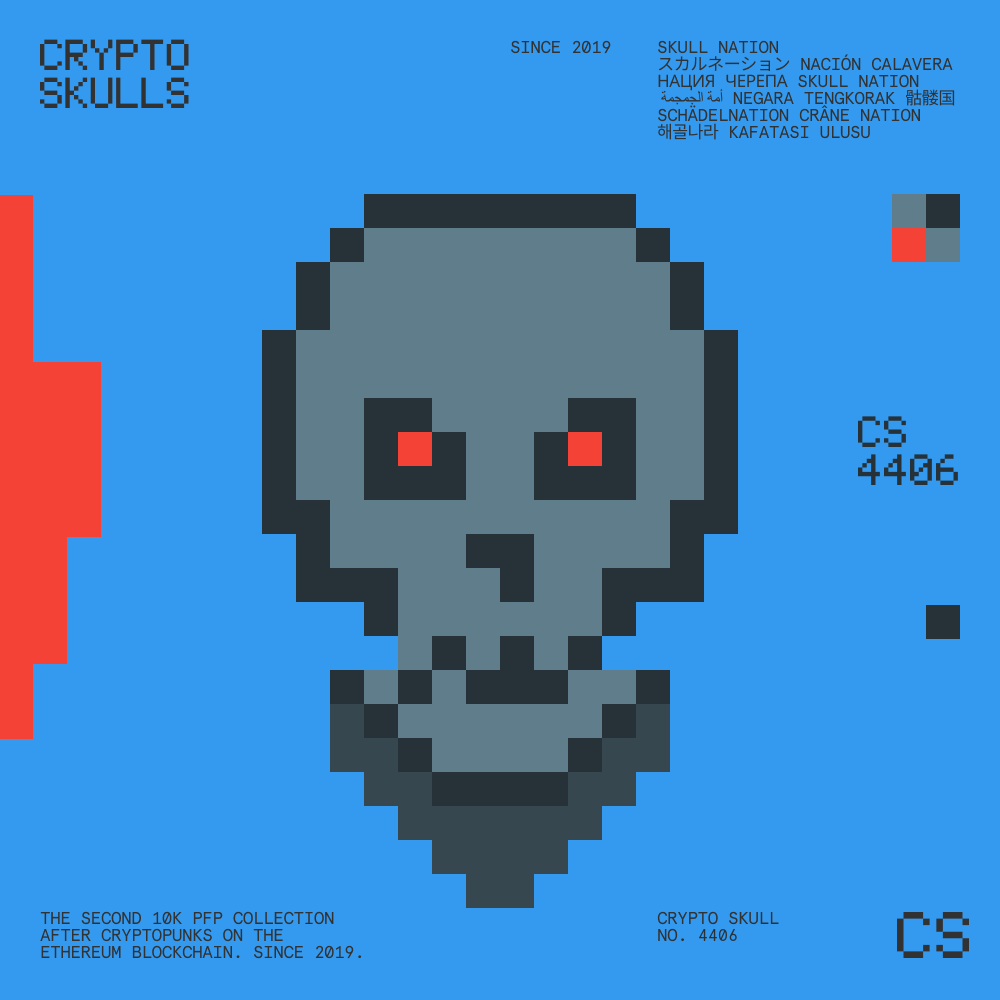 CRYPTO
SKULLS
SINCE 2019
SKULL NATION
スカルネーション NACIÓN CALAVERA
НАЦИЯ ЧЕРЕПА SKULL NATION
أمة الجمجمة NEGARA TENGKORAK 骷髅国
SCHÄDELNATION CRÂNE NATION
해골나라 KAFATASI ULUSU
CS
4406
THE SECOND 10K PFP COLLECTION
AFTER CRYPTOPUNKS ON THE
ETHEREUM BLOCKCHAIN. SINCE 2019.
CRYPTO SKULL
NO. 4406
CS